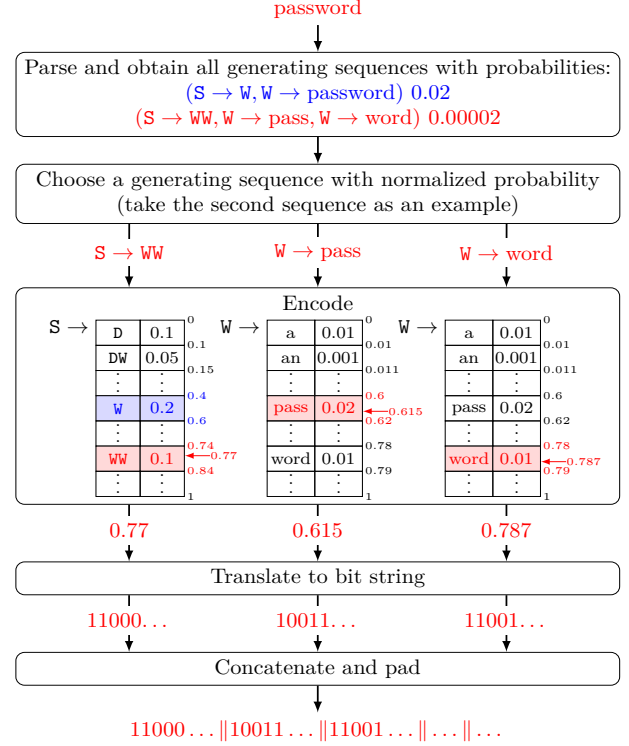 password
Parse and obtain all generating sequences with probabilities:
(S → W, W → password) 0.02
(S → WW, W → pass, W → word) 0.00002
Choose a generating sequence with normalized probability
(take the second sequence as an example)
S → WW W → pass W → word
Encode
S →
D 0.1
DW 0.05
⋮ ⋮
W 0.2
⋮ ⋮
WW 0.1
⋮ ⋮
0
0.1
0.15
0.4
0.6
0.74
0.77
0.84
1
W →
a 0.01
an 0.001
⋮ ⋮
pass 0.02
⋮ ⋮
word 0.01
⋮ ⋮
0
0.01
0.011
0.6
0.615
0.62
0.78
0.79
1
W →
a 0.01
an 0.001
⋮ ⋮
pass 0.02
⋮ ⋮
word 0.01
⋮ ⋮
0
0.01
0.011
0.6
0.62
0.78
0.787
0.79
1
0.77 0.615 0.787
Translate to bit string
11000... 10011... 11001...
Concatenate and pad
11000...‖10011...‖11001...‖...‖...